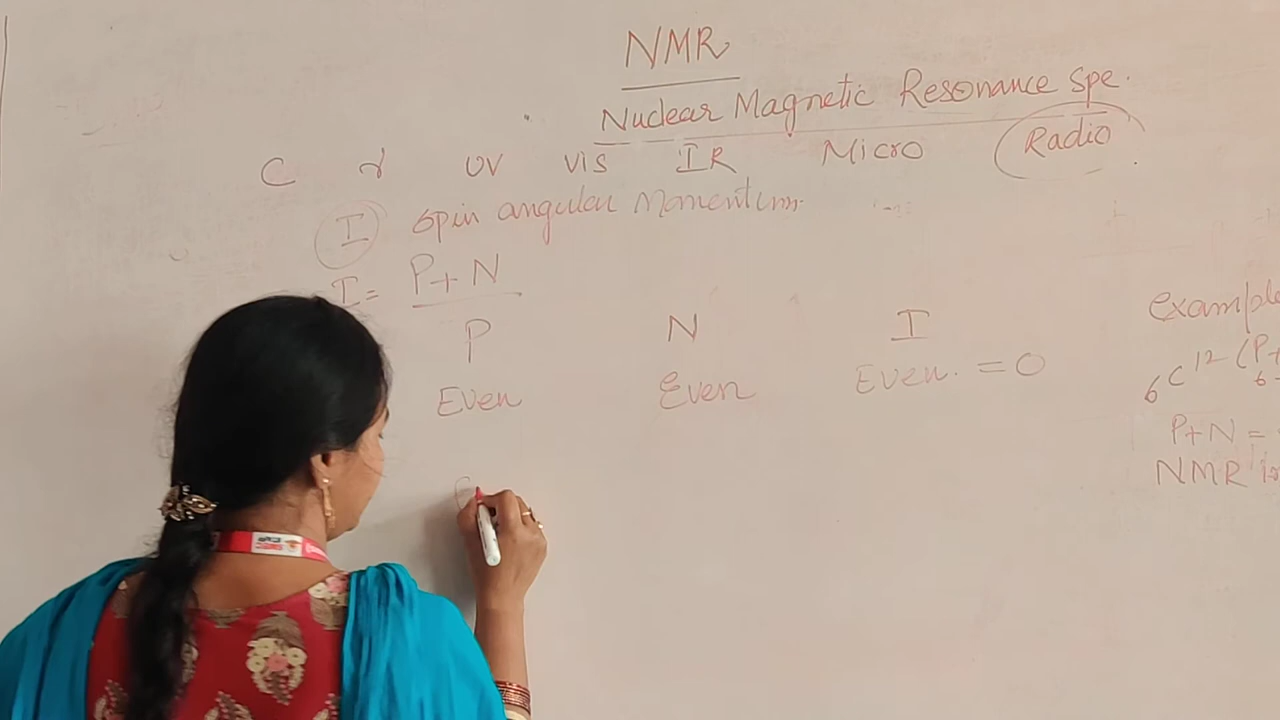 NMR
Nuclear Magnetic Resonance Spe.
C γ UV VIS IR Micro Radio
I spin angular Momentum
I = P+N
P N I
Even Even Even. = 0
Example
6C12 (P+
6
P+N =
NMR